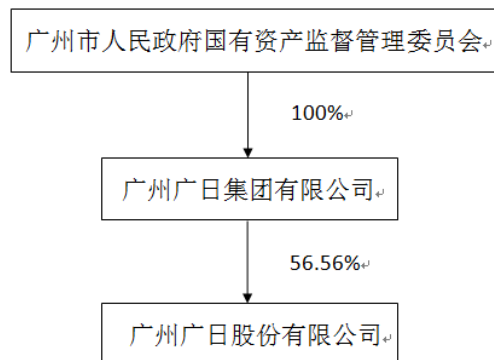 广州市人民政府国有资产监督管理委员会
100%
广州广日集团有限公司
56.56%
广州广日股份有限公司